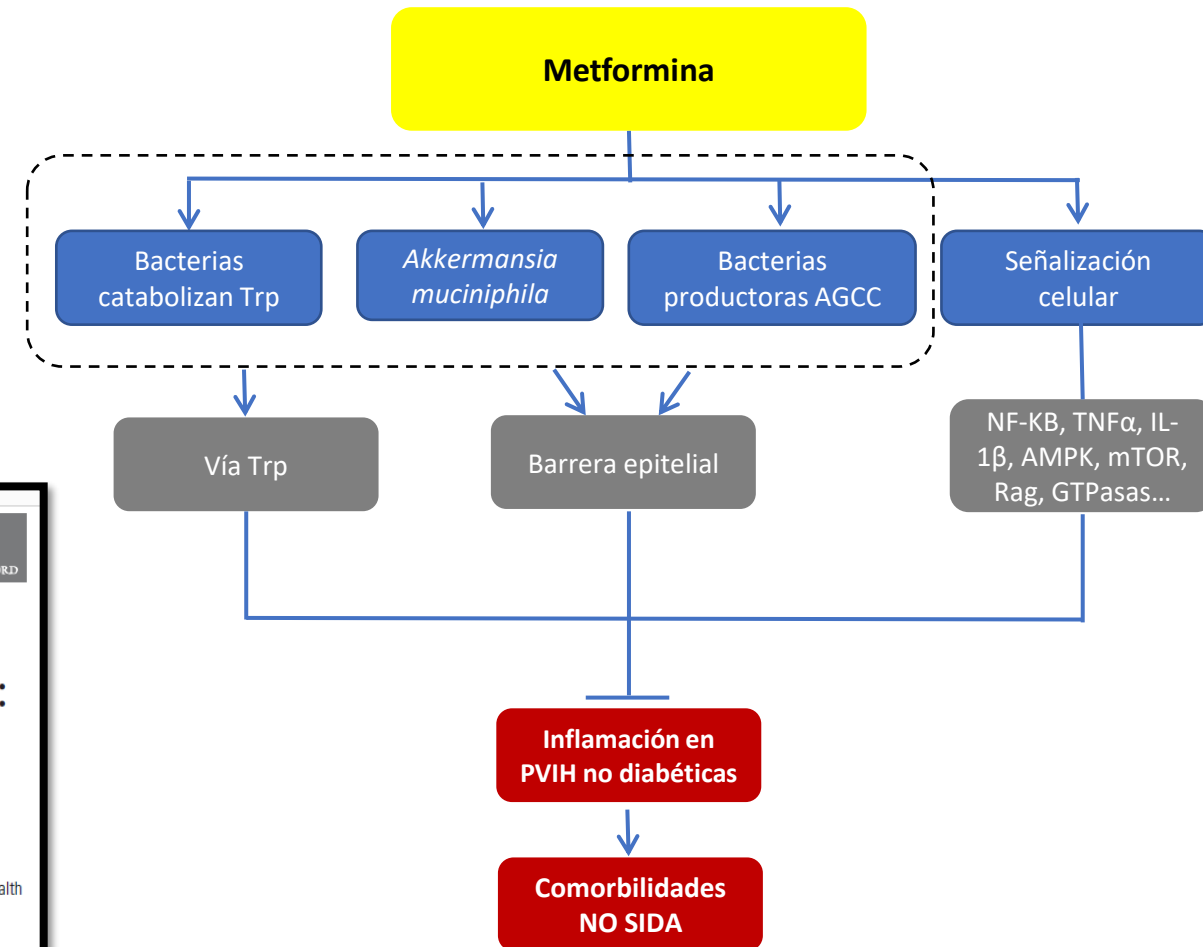 Metformina
Bacterias
catabolizan Trp
Akkermansia
muciniphila
Bacterias
productoras AGCC
Señalización
celular
Vía Trp
Barrera epitelial
NF-KB, TNFα, IL-
1β, AMPK, mTOR,
Rag, GTPasas...
Inflamación en
PVIH no diabéticas
Comorbilidades
NO SIDA
: